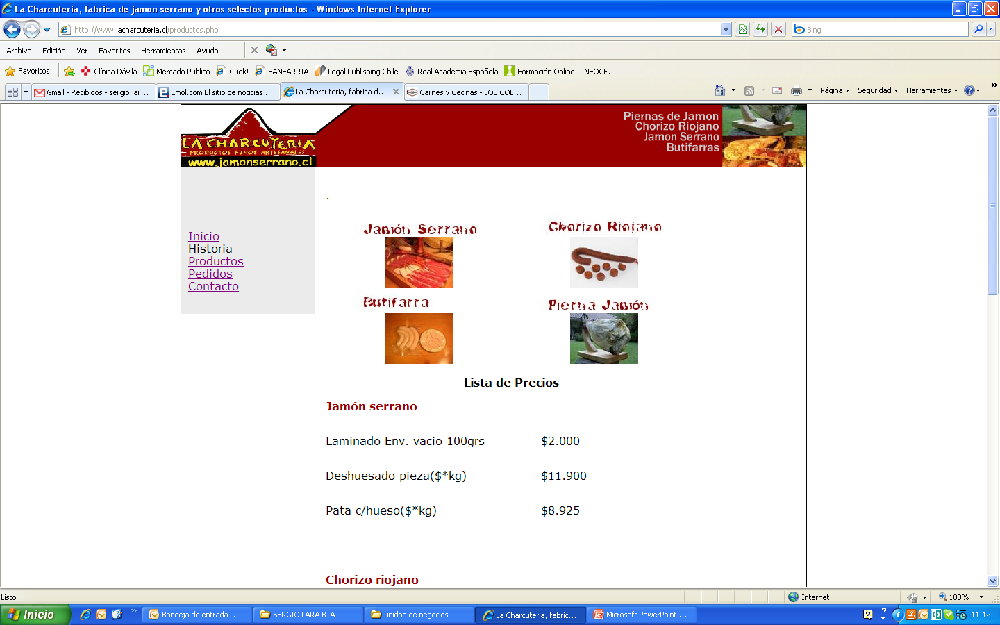 La Charcuteria, fabrica de jamon serrano y otros selectos productos - Windows Internet Explorer
http://www.lacharcuteria.cl/productos.php
Bing
Archivo Edición Ver Favoritos Herramientas Ayuda
Favoritos Clínica Dávila Mercado Publico Cuek! FANFARRIA Legal Publishing Chile Real Academia Española Formación Online - INFOCE...
Gmail - Recibidos - sergio.lar... Emol.com El sitio de noticias ... La Charcuteria, fabrica d... Carnes y Cecinas - LOS COL... Página Seguridad Herramientas
LA CHARCUTERIA
PRODUCTOS FINOS ARTESANALES
www.jamonserrano.cl
Piernas de Jamon
Chorizo Riojano
Jamon Serrano
Butifarras
.
Inicio
Historia
Productos
Pedidos
Contacto
Jamón Serrano Chorizo Riojano
Butifarra Pierna Jamón
Lista de Precios
Jamón serrano
Laminado Env. vacio 100grs $2.000
Deshuesado pieza($*kg) $11.900
Pata c/hueso($*kg) $8.925
Chorizo riojano
Listo Internet 100%
Inicio Bandeja de entrada -... SERGIO LARA BTA unidad de negocios La Charcuteria, fabric... Microsoft PowerPoint ... 11:12